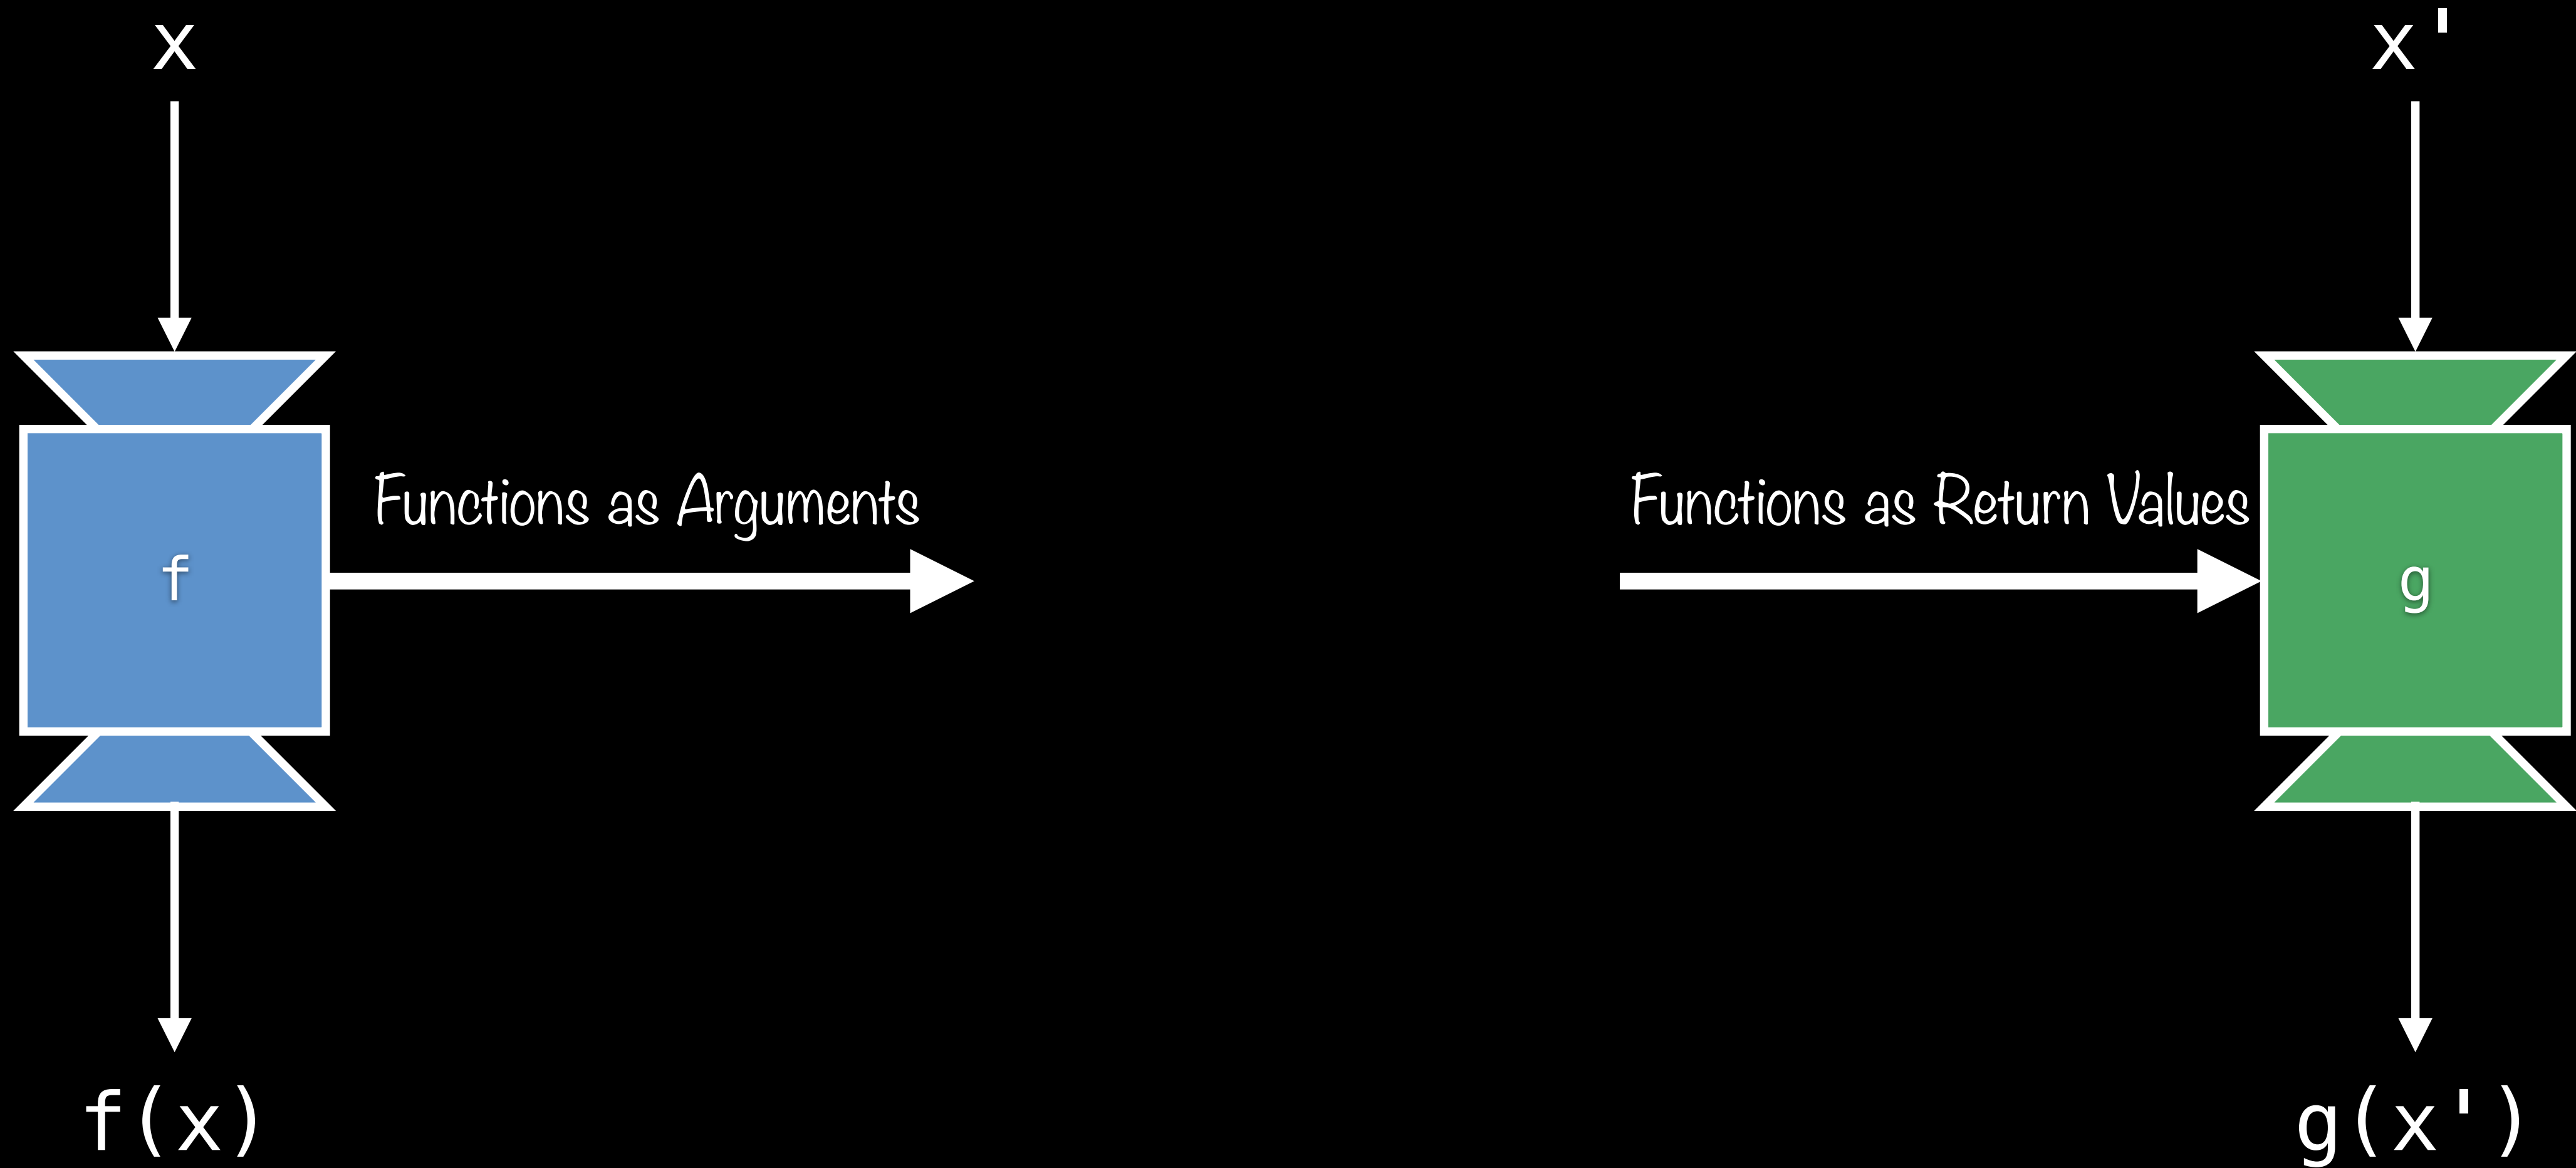 x
x'
Functions as Arguments
Functions as Return Values
f
g
f(x)
g(x')